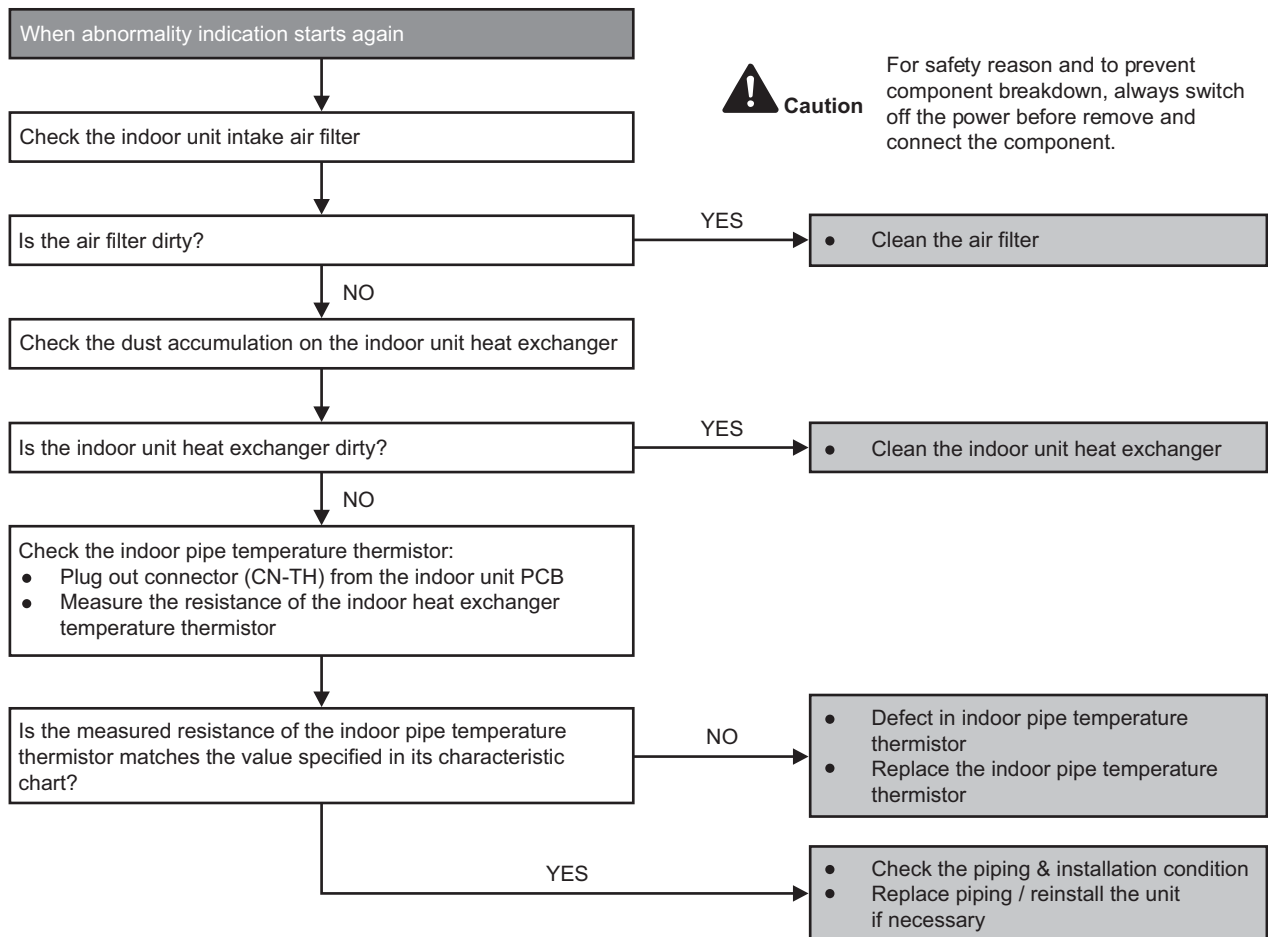 When abnormality indication starts again
Caution
For safety reason and to prevent
component breakdown, always switch
off the power before remove and
connect the component.
Check the indoor unit intake air filter
Is the air filter dirty?
YES
● Clean the air filter
NO
Check the dust accumulation on the indoor unit heat exchanger
Is the indoor unit heat exchanger dirty?
YES
● Clean the indoor unit heat exchanger
NO
Check the indoor pipe temperature thermistor:
● Plug out connector (CN-TH) from the indoor unit PCB
● Measure the resistance of the indoor heat exchanger
temperature thermistor
Is the measured resistance of the indoor pipe temperature
thermistor matches the value specified in its characteristic
chart?
NO
● Defect in indoor pipe temperature
thermistor
● Replace the indoor pipe temperature
thermistor
YES
● Check the piping & installation condition
● Replace piping / reinstall the unit
if necessary